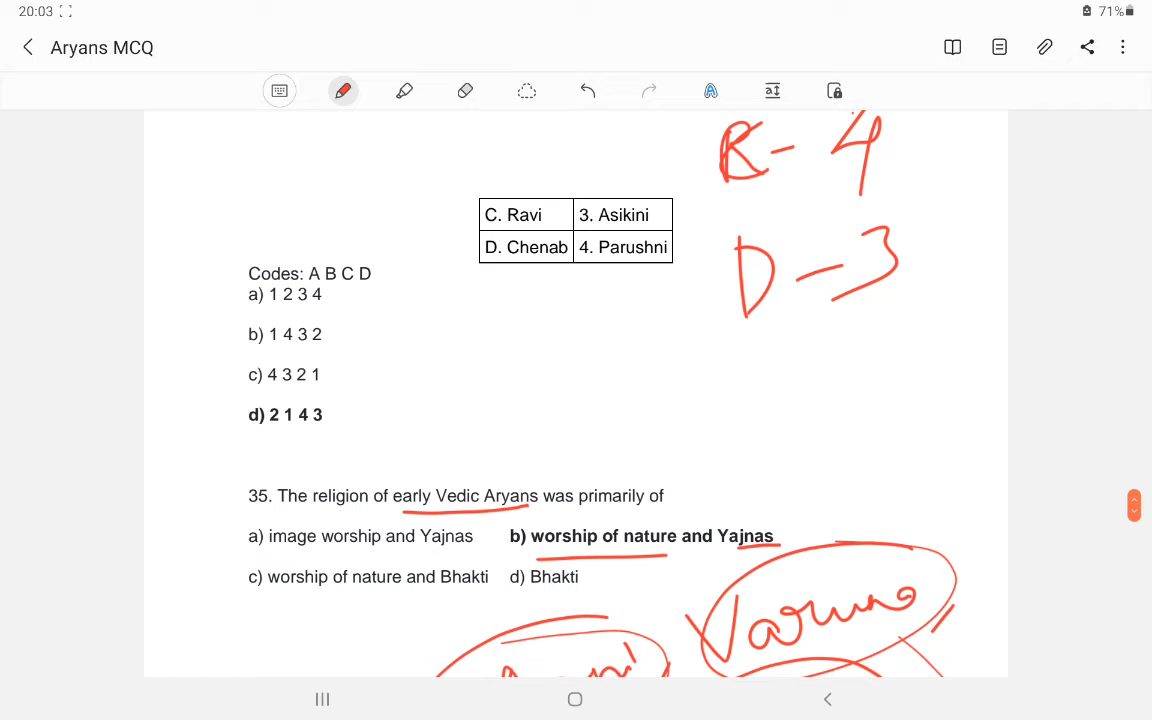 20:03
71%
Aryans MCQ
R - 4
C. Ravi 3. Asikini
D. Chenab 4. Parushni
D - 3
Codes: A B C D
a) 1 2 3 4
b) 1 4 3 2
c) 4 3 2 1
d) 2 1 4 3
35. The religion of early Vedic Aryans was primarily of
a) image worship and Yajnas b) worship of nature and Yajnas
c) worship of nature and Bhakti d) Bhakti
Varuna